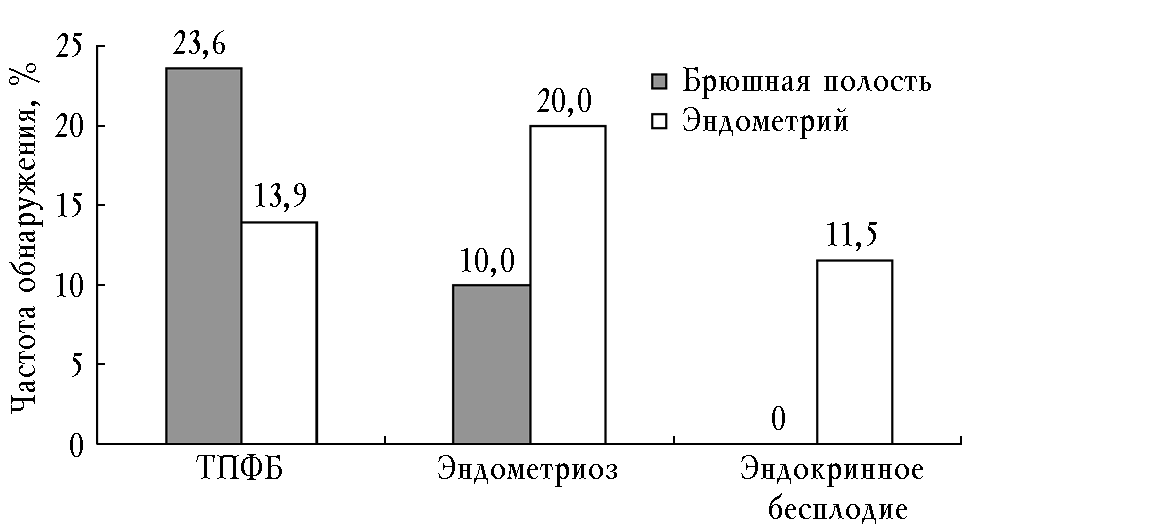 Частота обнаружения, %
25
20
15
10
5
0
23,6
13,9
10,0
20,0
0
11,5
Брюшная полость
Эндометрий
ТПФБ
Эндометриоз
Эндокринное
бесплодие